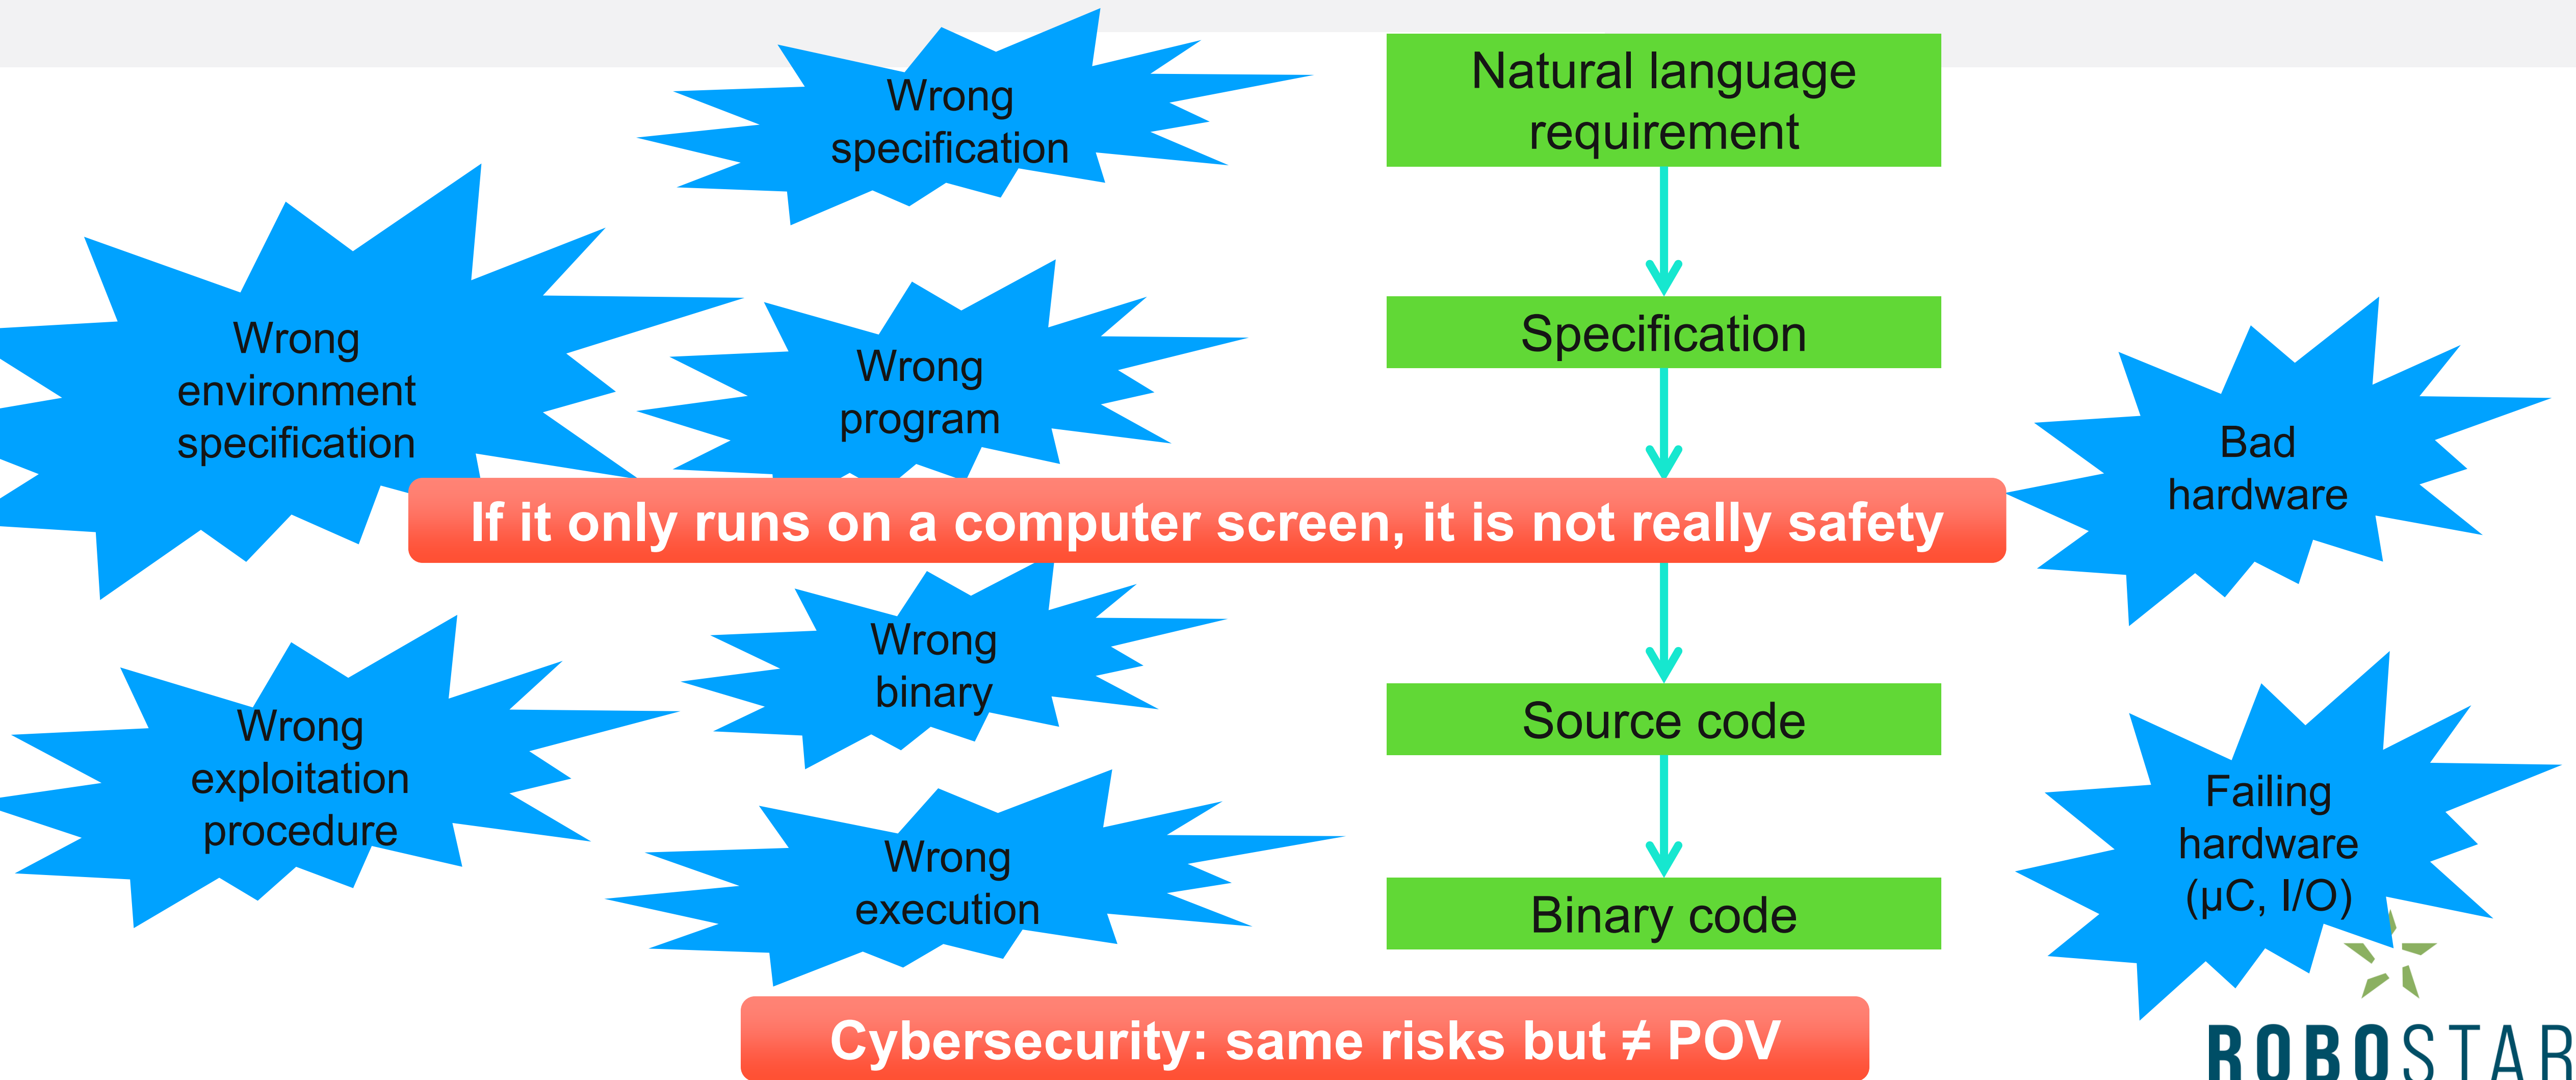 Wrong
specification
Natural language
requirement
Wrong
environment
specification
Wrong
program
Specification
Bad
hardware
If it only runs on a computer screen, it is not really safety
Wrong
binary
Source code
Wrong
exploitation
procedure
Wrong
execution
Binary code
Failing
hardware
(µC, I/O)
Cybersecurity: same risks but ≠ POV
ROBOSTAR